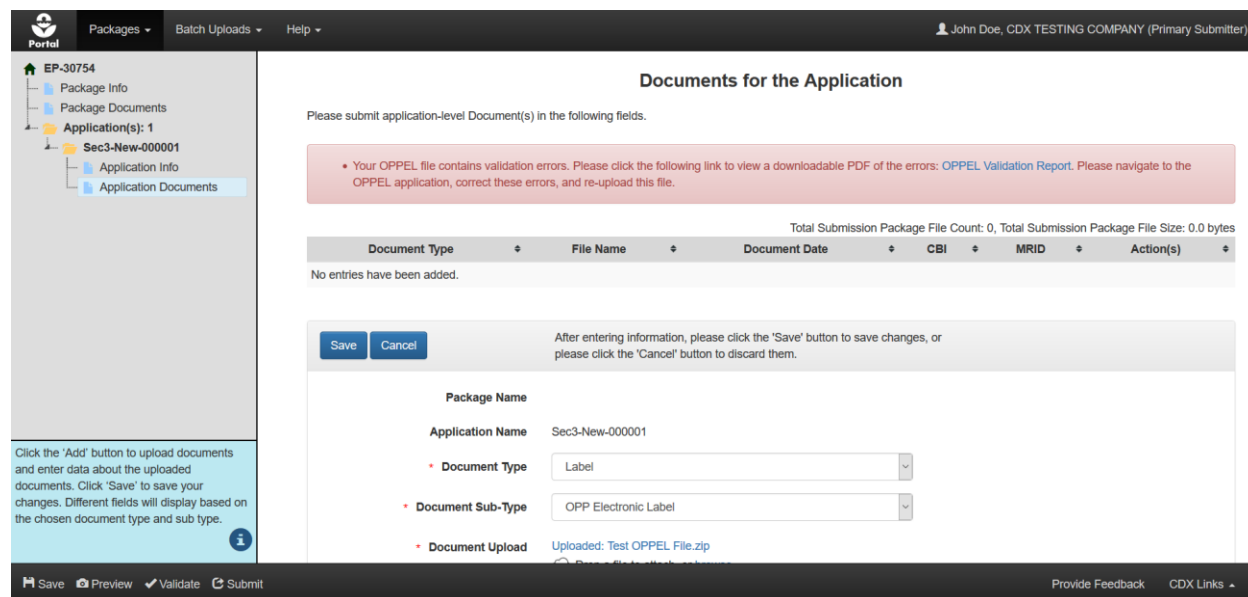 Portal
Packages
Batch Uploads
Help
John Doe, CDX TESTING COMPANY (Primary Submitter)
EP-30754
Package Info
Package Documents
Application(s): 1
Sec3-New-000001
Application Info
Application Documents
Click the 'Add' button to upload documents
and enter data about the uploaded
documents. Click 'Save' to save your
changes. Different fields will display based on
the chosen document type and sub type.
Documents for the Application
Please submit application-level Document(s) in the following fields.
• Your OPPEL file contains validation errors. Please click the following link to view a downloadable PDF of the errors: OPPEL Validation Report. Please navigate to the
OPPEL application, correct these errors, and re-upload this file.
Total Submission Package File Count: 0, Total Submission Package File Size: 0.0 bytes
Document Type File Name Document Date CBI MRID Action(s)
No entries have been added.
Save Cancel
After entering information, please click the 'Save' button to save changes, or
please click the 'Cancel' button to discard them.
Package Name
Application Name Sec3-New-000001
* Document Type Label
* Document Sub-Type OPP Electronic Label
* Document Upload Uploaded: Test OPPEL File.zip
Save Preview Validate Submit
Provide Feedback CDX Links